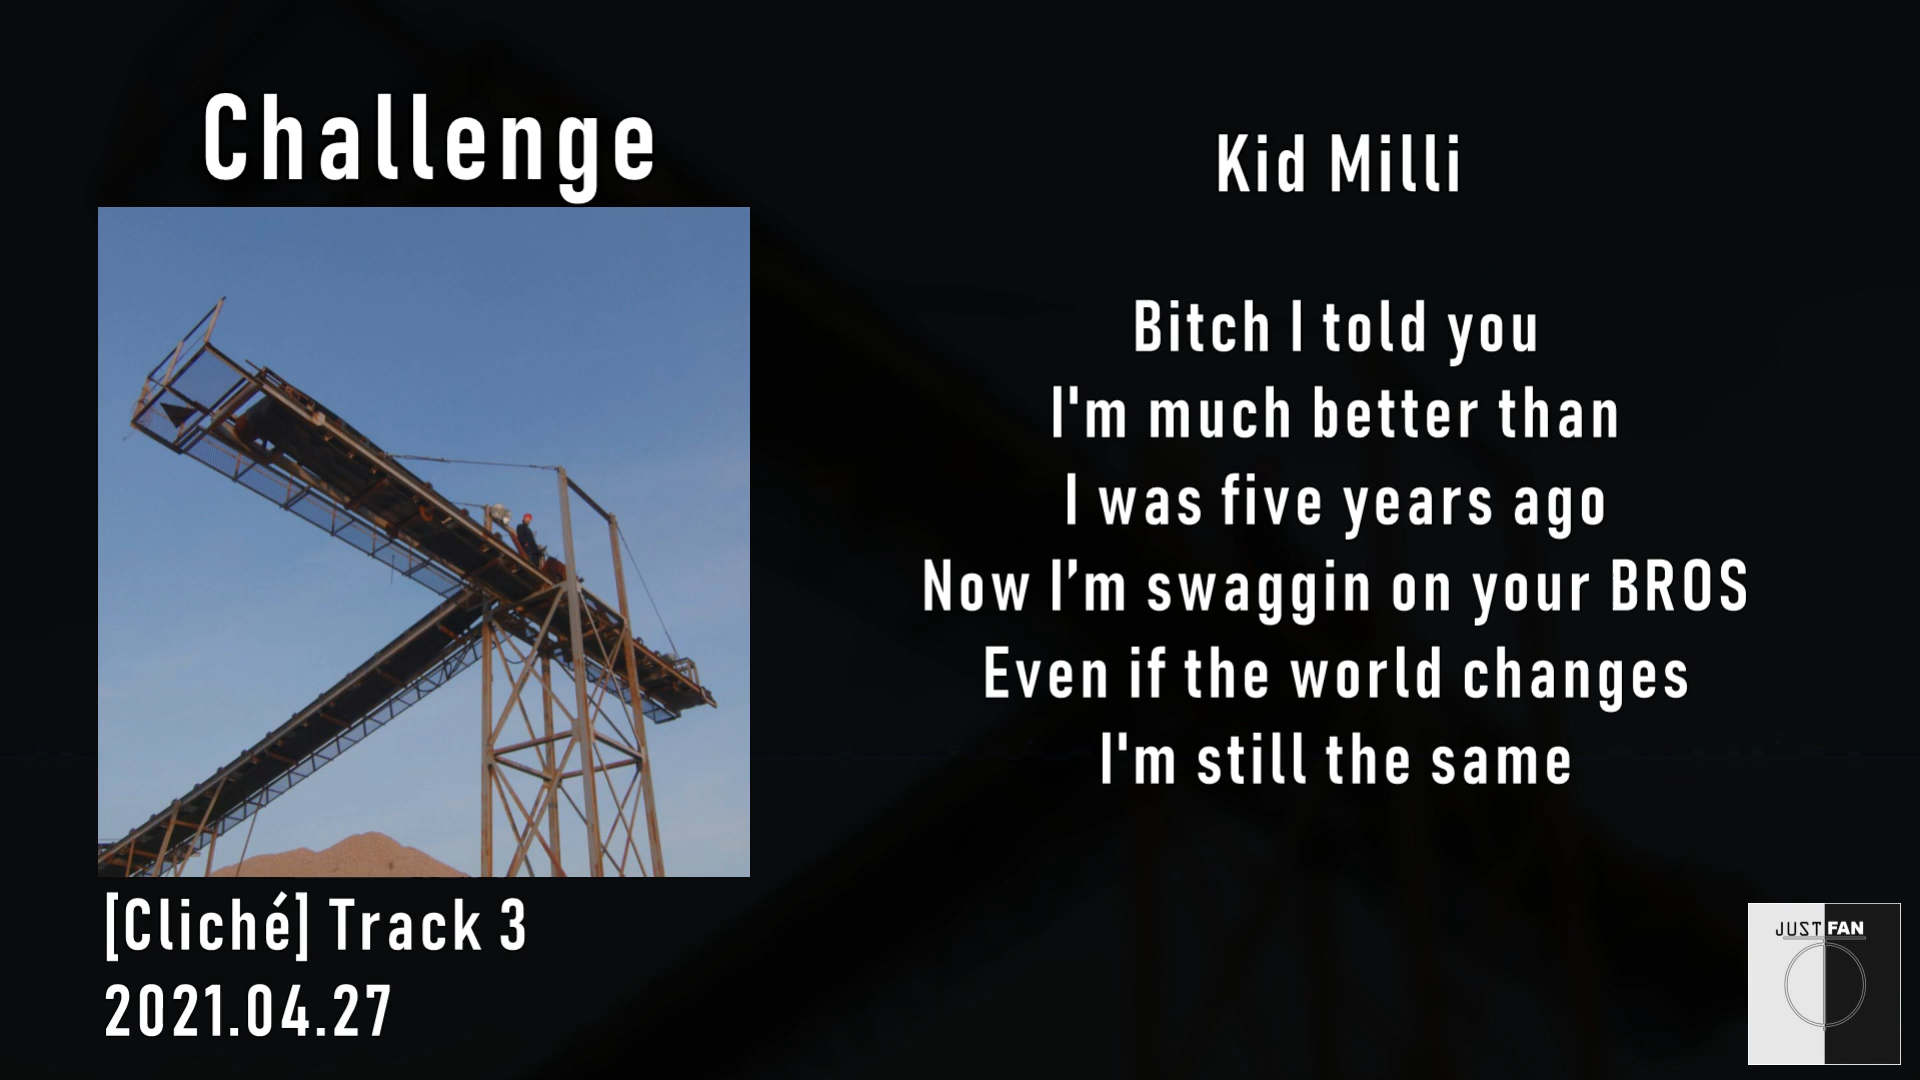 Challenge
[Cliché] Track 3
2021.04.27
Kid Milli
Bitch I told you
I'm much better than
I was five years ago
Now I’m swaggin on your BROS
Even if the world changes
I'm still the same
JUST FAN